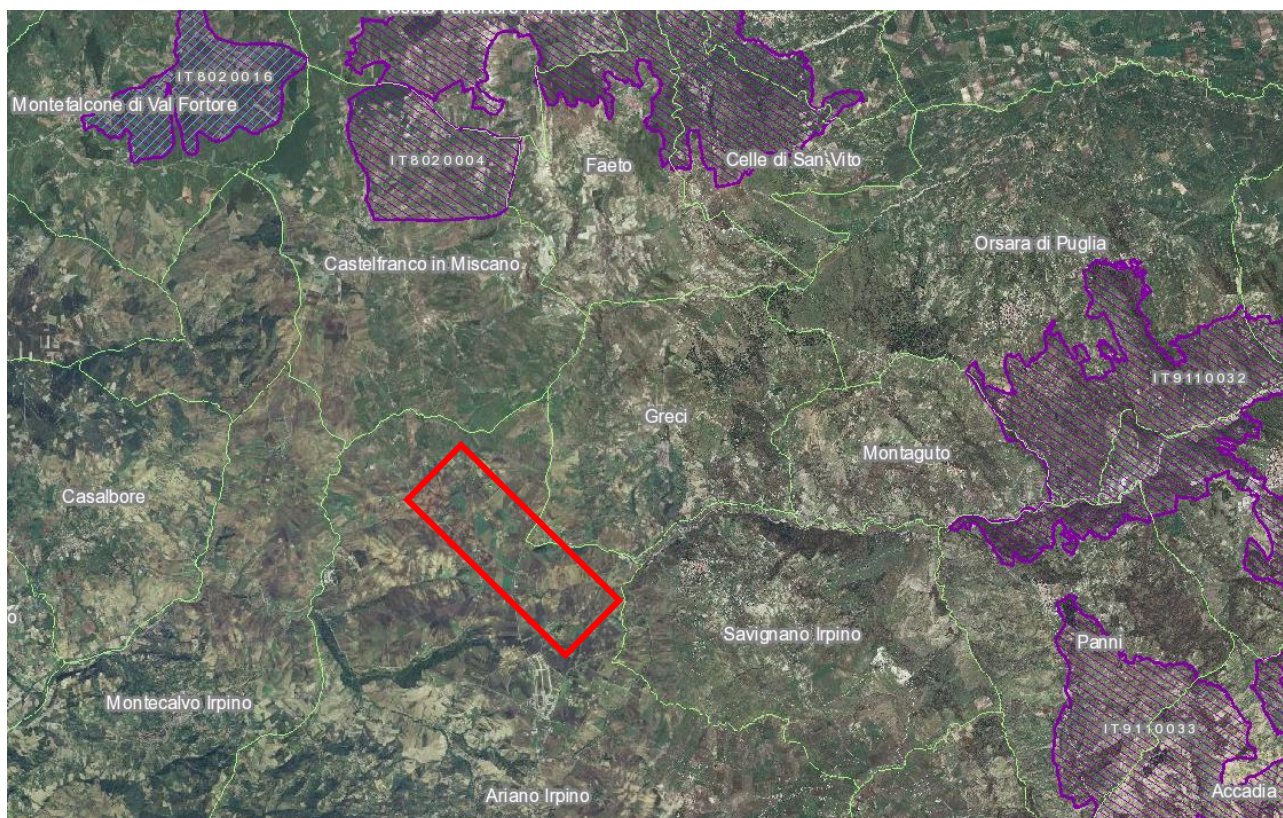 IT8020016
Montefalcone di Val Fortore
IT8020004
Faeto
Celle di San Vito
Orsara di Puglia
Castelfranco in Miscano
IT9110032
Greci
Montaguto
Casalbore
Savignano Irpino
Panni
Montecalvo Irpino
IT9110033
Ariano Irpino
Accadia